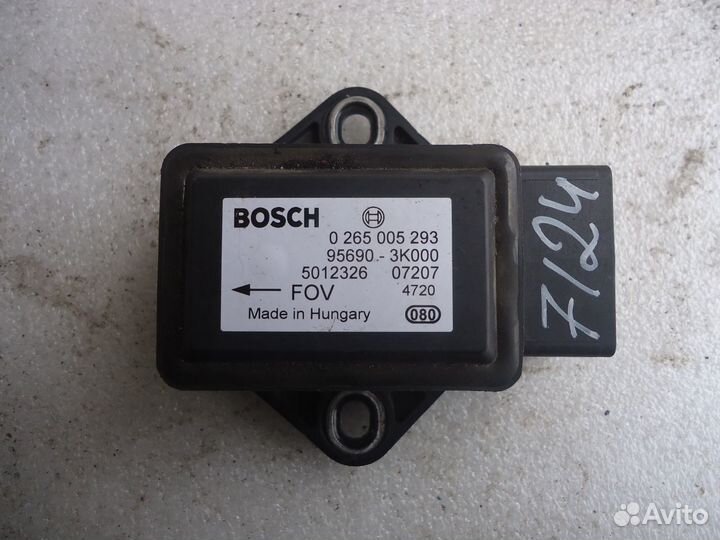 BOSCH
0 265 005 293
95690 - 3K000
5012326 07207
← FOV 4720
Made in Hungary 080
7/24
Avito